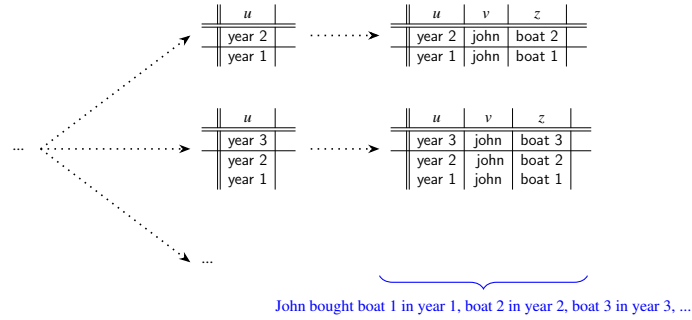 u u v z
year 2 year 2 john boat 2
year 1 year 1 john boat 1
u u v z
... year 3 year 3 john boat 3
year 2 year 2 john boat 2
year 1 year 1 john boat 1
...
John bought boat 1 in year 1, boat 2 in year 2, boat 3 in year 3, ...